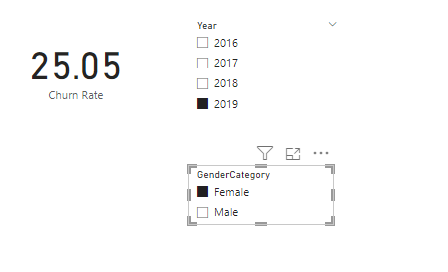 25.05
Churn Rate
Year
2016
2017
2018
2019
GenderCategory
Female
Male